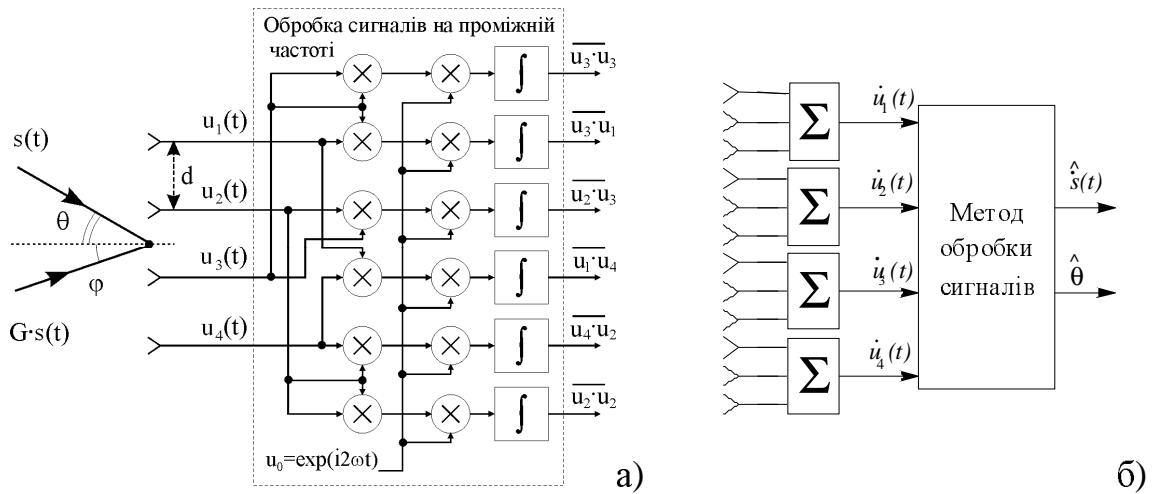 Обробка сигналів на проміжній
частоті
s(t)
θ
φ
G·s(t)
d
u₁(t)
u₂(t)
u₃(t)
u₄(t)
u₀=exp(i2ωt)
∫
∫
∫
∫
∫
∫
u₃·u₃
u₃·u₁
u₂·u₃
u₁·u₄
u₄·u₂
u₂·u₂
а)
Σ
Σ
Σ
Σ
u̇₁(t)
u̇₂(t)
u̇₃(t)
u̇₄(t)
Метод
обробки
сигналів
ṡ̂(t)
θ̂
б)